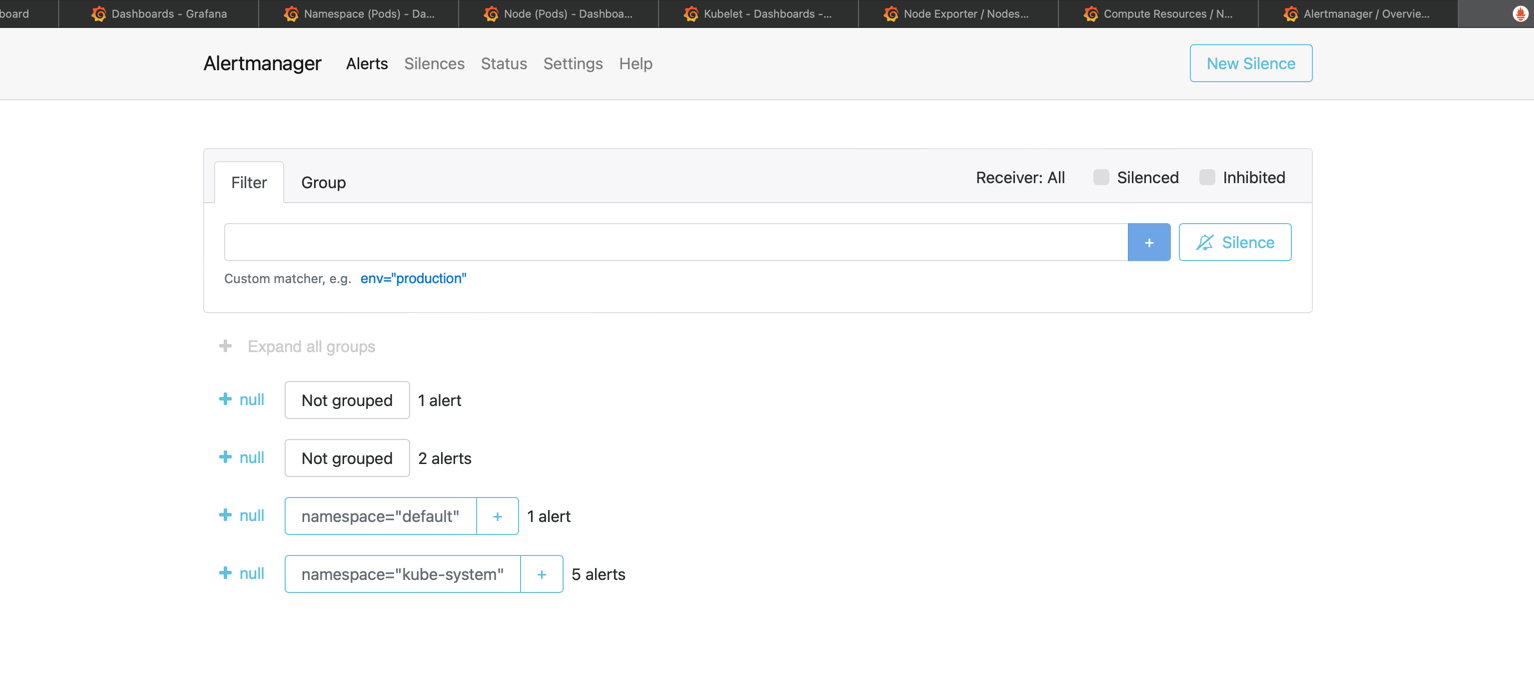 board Dashboards - Grafana Namespace (Pods) - Da... Node (Pods) - Dashboa... Kubelet - Dashboards -... Node Exporter / Nodes... Compute Resources / N... Alertmanager / Overvie...
Alertmanager Alerts Silences Status Settings Help New Silence
Filter Group Receiver: All Silenced Inhibited
+ Silence
Custom matcher, e.g. env="production"
+ Expand all groups
+ null Not grouped 1 alert
+ null Not grouped 2 alerts
+ null namespace="default" + 1 alert
+ null namespace="kube-system" + 5 alerts